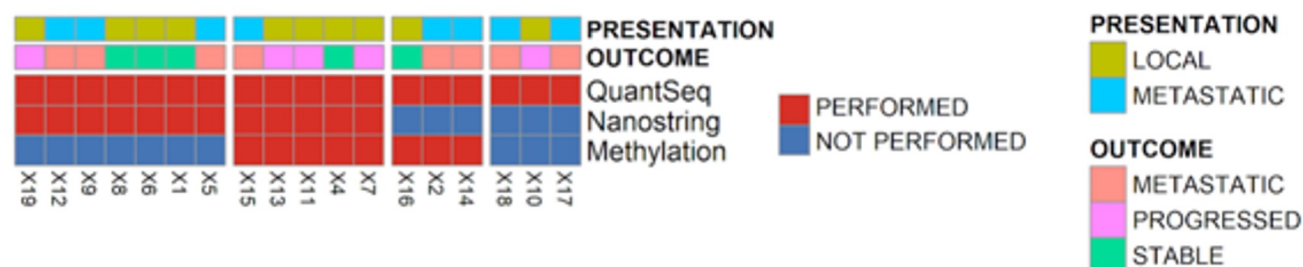 PRESENTATION
OUTCOME
QuantSeq
Nanostring
Methylation
X19 X12 X9 X8 X6 X1 X5 X15 X13 X11 X4 X7 X16 X2 X14 X18 X10 X17
PERFORMED
NOT PERFORMED
PRESENTATION
LOCAL
METASTATIC
OUTCOME
METASTATIC
PROGRESSED
STABLE